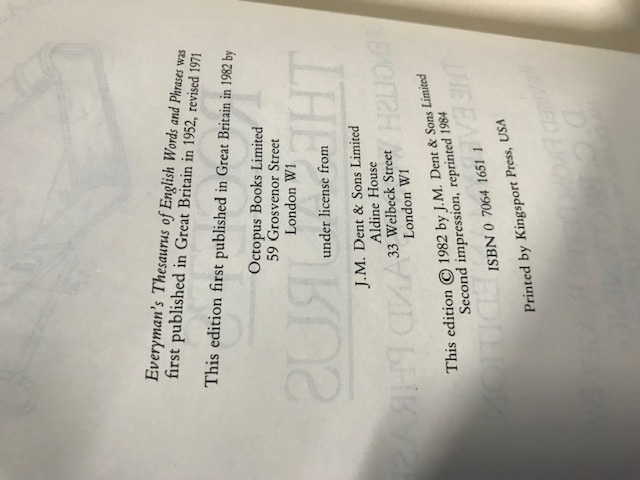 Everyman's Thesaurus of English Words and Phrases was
first published in Great Britain in 1952, revised 1971
This edition first published in Great Britain in 1982 by
Octopus Books Limited
59 Grosvenor Street
London W1
under license from
J.M. Dent & Sons Limited
Aldine House
33 Welbeck Street
London W1
This edition © 1982 by J.M. Dent & Sons Limited
Second impression, reprinted 1984
ISBN 0 7064 1651 1
Printed by Kingsport Press, USA
THESAURUS